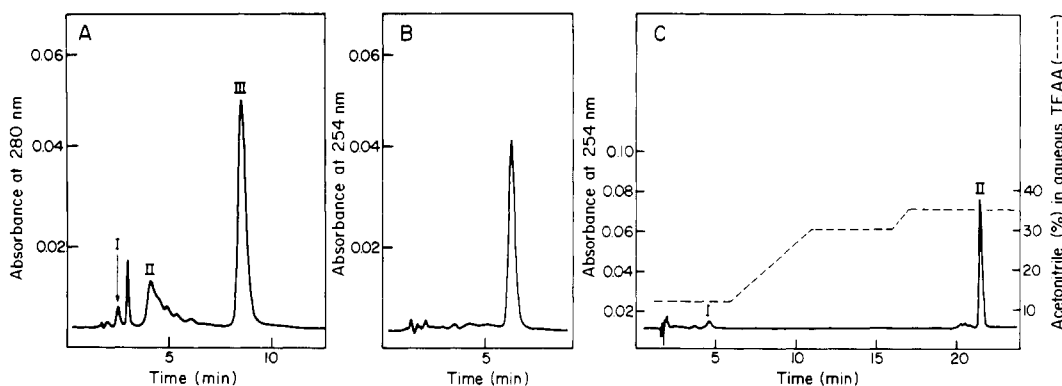 A
Absorbance at 280 nm
0.06
0.04
0.02
I
II
III
5
10
Time (min)
B
Absorbance at 254 nm
0.06
0.04
0.02
5
Time (min)
C
Absorbance at 254 nm
0.10
0.08
0.06
0.04
0.02
I
II
5
10
15
20
Time (min)
40
30
20
10
Acetonitrile (%) in aqueous TEAA (-----)